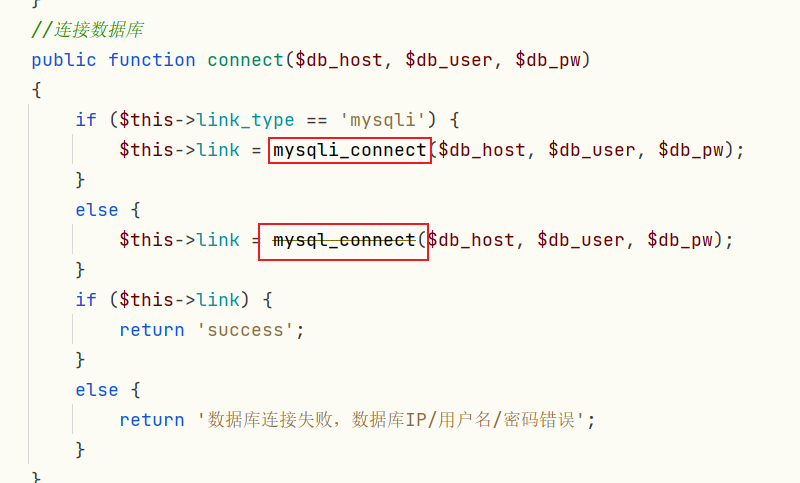 }
//连接数据库
public function connect($db_host, $db_user, $db_pw)
{
if ($this->link_type == 'mysqli') {
$this->link = mysqli_connect($db_host, $db_user, $db_pw);
}
else {
$this->link = mysql_connect($db_host, $db_user, $db_pw);
}
if ($this->link) {
return 'success';
}
else {
return '数据库连接失败，数据库IP/用户名/密码错误';
}
}